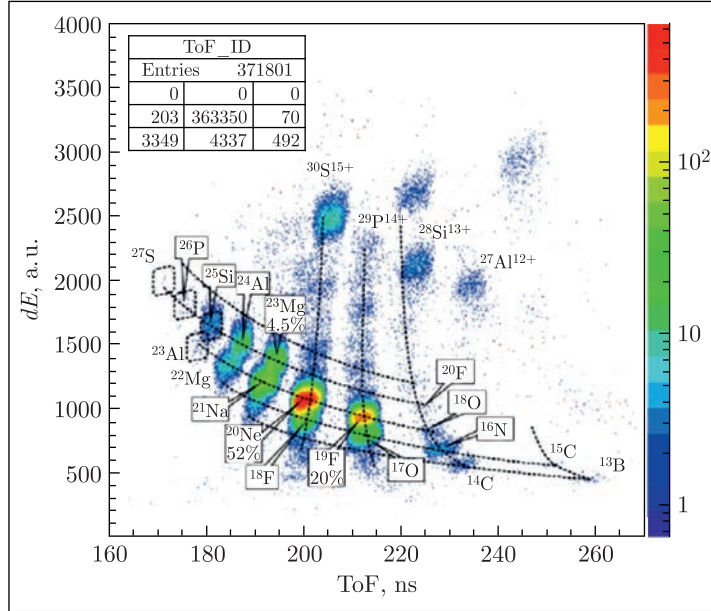 4000
3500
3000
2500
2000
1500
1000
500
dE, a. u.
ToF_ID
Entries 371801
0 0 0
203 363350 70
3349 4337 492
³⁰S¹⁵⁺
²⁹P¹⁴⁺
²⁸Si¹³⁺
²⁷Al¹²⁺
²⁷S
²⁶P
²⁵Si
²⁴Al
²³Mg
4.5%
²³Al
²²Mg
²¹Na
²⁰Ne
52%
¹⁸F
¹⁹F
20%
¹⁷O
²⁰F
¹⁸O
¹⁶N
¹⁵C
¹⁴C
¹³B
160 180 200 220 240 260
ToF, ns
10²
10
1